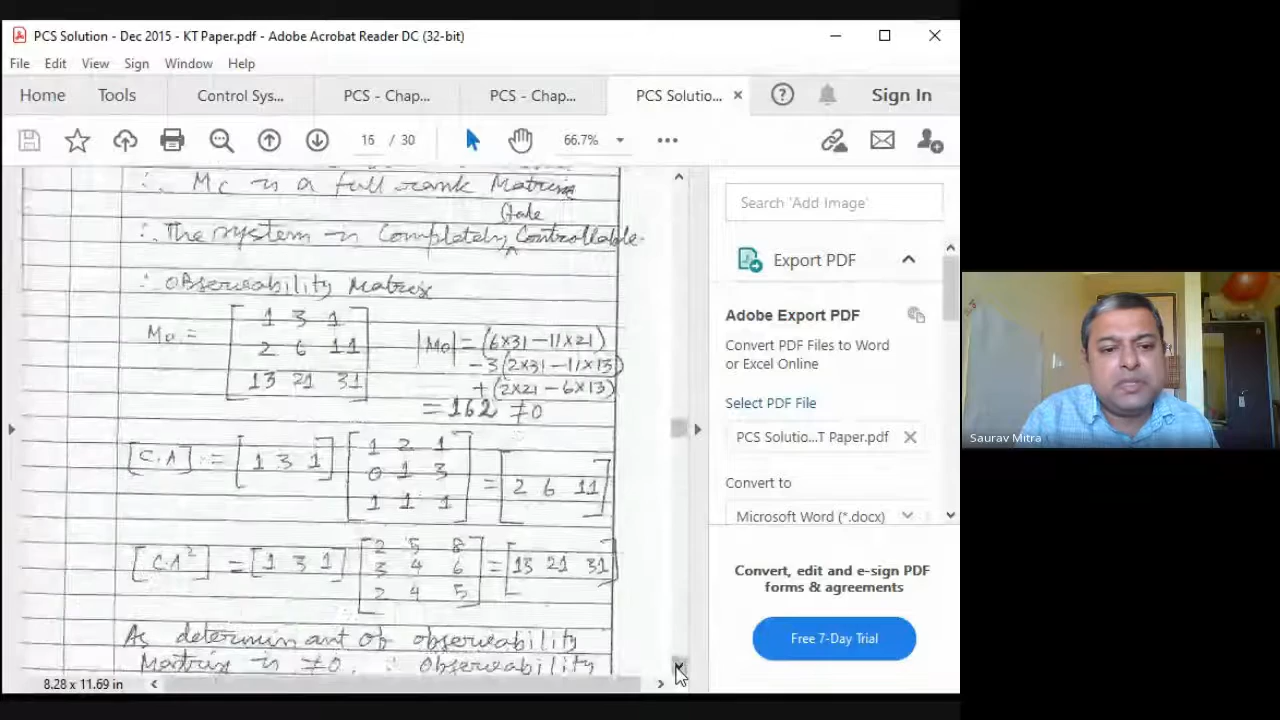 PCS Solution - Dec 2015 - KT Paper.pdf - Adobe Acrobat Reader DC (32-bit)
File Edit View Sign Window Help
Home Tools Control Sys... PCS - Chap... PCS - Chap... PCS Solutio... Sign In
16 / 30 66.7%
∴ Mc is a full rank Matrix
State
∴ The system is Completely Controllable.
∴ observability Matrix
Mo = [ 1 3 1
2 6 11
13 21 31 ]
|Mo| = (6×31 – 11×21)
– 3(2×31 – 11×13)
+ (2×21 – 6×13)
= 162 ≠0
[C.A] := [1 3 1] [ 1 2 1
0 1 3
1 1 1 ] = [2 6 11]
[CA²] = [1 3 1] [ 2 5 8
3 4 6
2 4 5 ] = [13 21 31]
As determinant of observability
Matrix is ≠0. ∴ observability
8.28 x 11.69 in
Search 'Add Image'
Export PDF
Adobe Export PDF
Convert PDF Files to Word
or Excel Online
Select PDF File
PCS Solutio...T Paper.pdf
Convert to
Microsoft Word (*.docx)
Convert, edit and e-sign PDF
forms & agreements
Free 7-Day Trial
Saurav Mitra